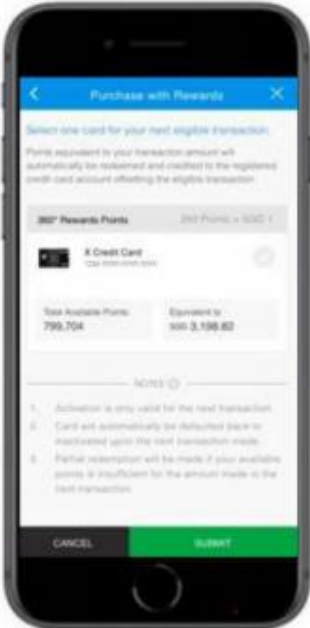 Purchase with Rewards
Select one card for your next eligible transaction.
Points equivalent to your transaction amount will
automatically be redeemed and credited to the registered
credit card account offsetting the eligible transaction
360° Rewards Points
X Credit Card
Total Available Points
799,704
Equivalent to
SGD 3,198.82
NOTES
1. Activation is only valid for the next transaction.
2. Card will automatically be defaulted back to
inactivated upon the next transaction made.
3. Partial redemption will be made if your available
points is insufficient for the amount made in the
next transaction.
CANCEL
SUBMIT